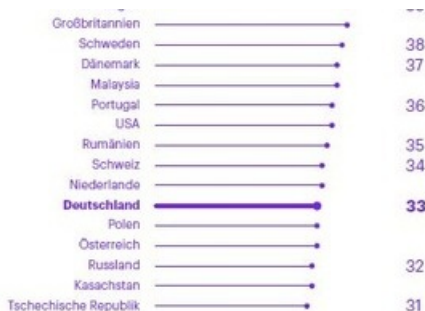 Großbritannien
Schweden 38
Dänemark 37
Malaysia
Portugal 36
USA
Rumänien 35
Schweiz 34
Niederlande
Deutschland 33
Polen
Österreich
Russland 32
Kasachstan
Tschechische Republik 31